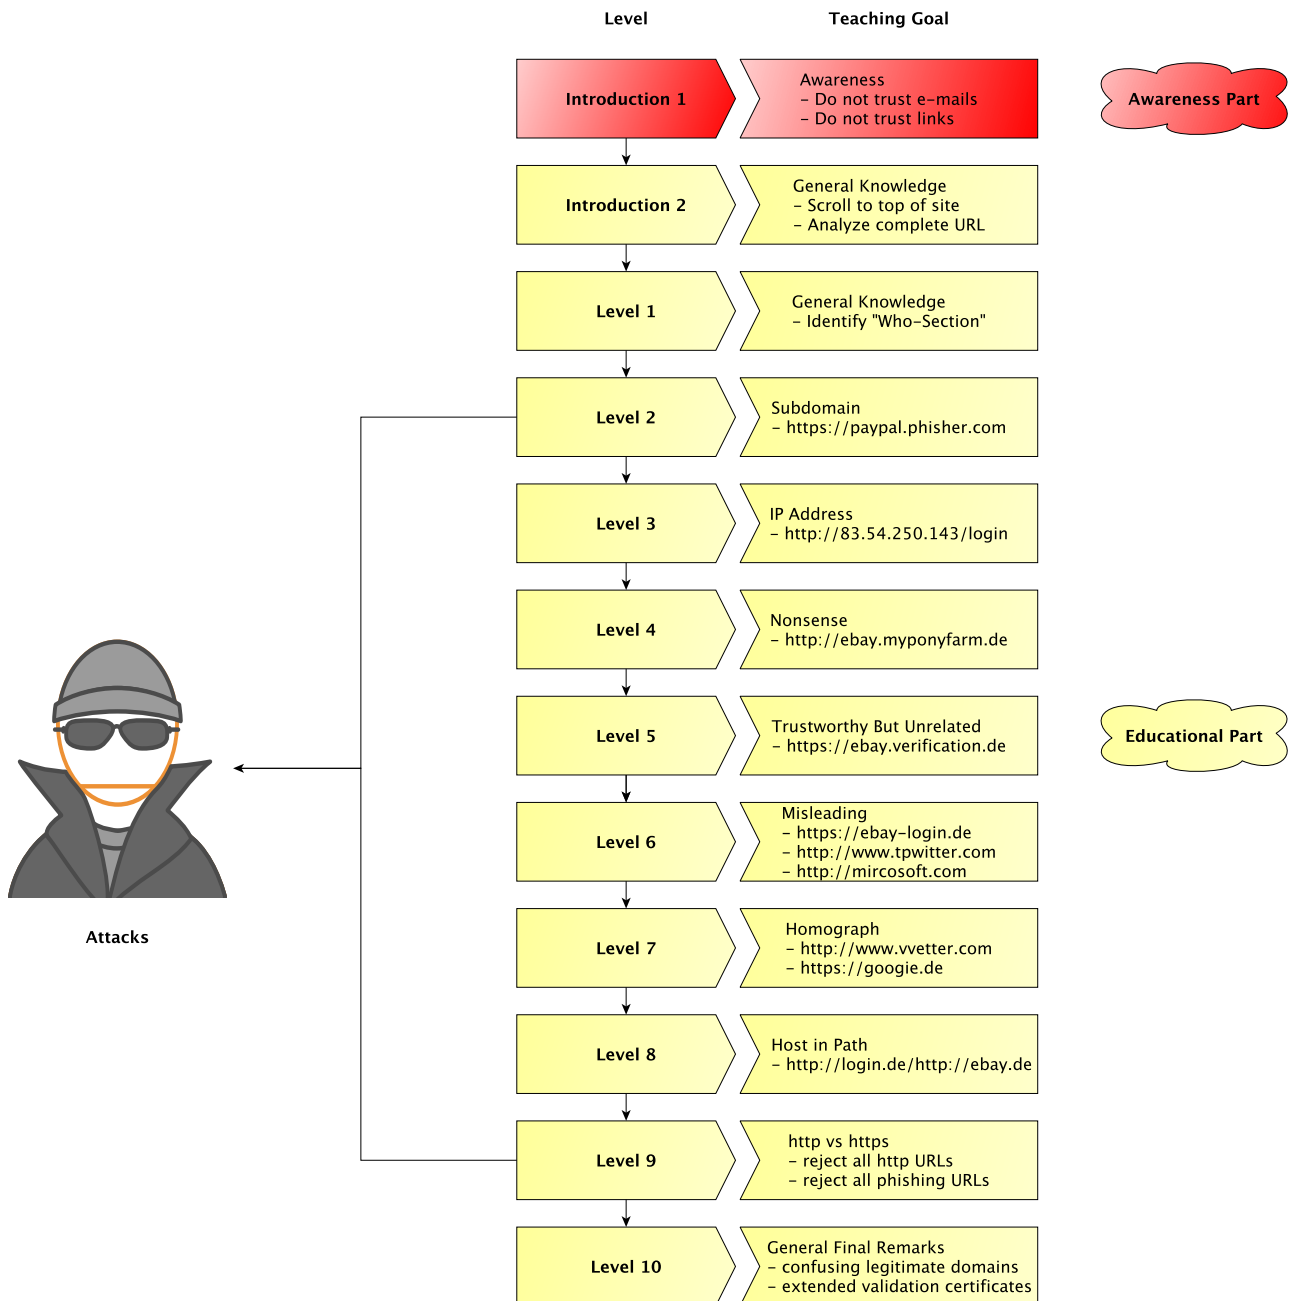 Level
Teaching Goal
Introduction 1
Awareness
- Do not trust e-mails
- Do not trust links
Awareness Part
Introduction 2
General Knowledge
- Scroll to top of site
- Analyze complete URL
Level 1
General Knowledge
- Identify "Who-Section"
Level 2
Subdomain
- https://paypal.phisher.com
Level 3
IP Address
- http://83.54.250.143/login
Level 4
Nonsense
- http://ebay.myponyfarm.de
Level 5
Trustworthy But Unrelated
- https://ebay.verification.de
Educational Part
Level 6
Misleading
- https://ebay-login.de
- http://www.tpwitter.com
- http://mircosoft.com
Attacks
Level 7
Homograph
- http://www.vvetter.com
- https://googie.de
Level 8
Host in Path
- http://login.de/http://ebay.de
Level 9
http vs https
- reject all http URLs
- reject all phishing URLs
Level 10
General Final Remarks
- confusing legitimate domains
- extended validation certificates